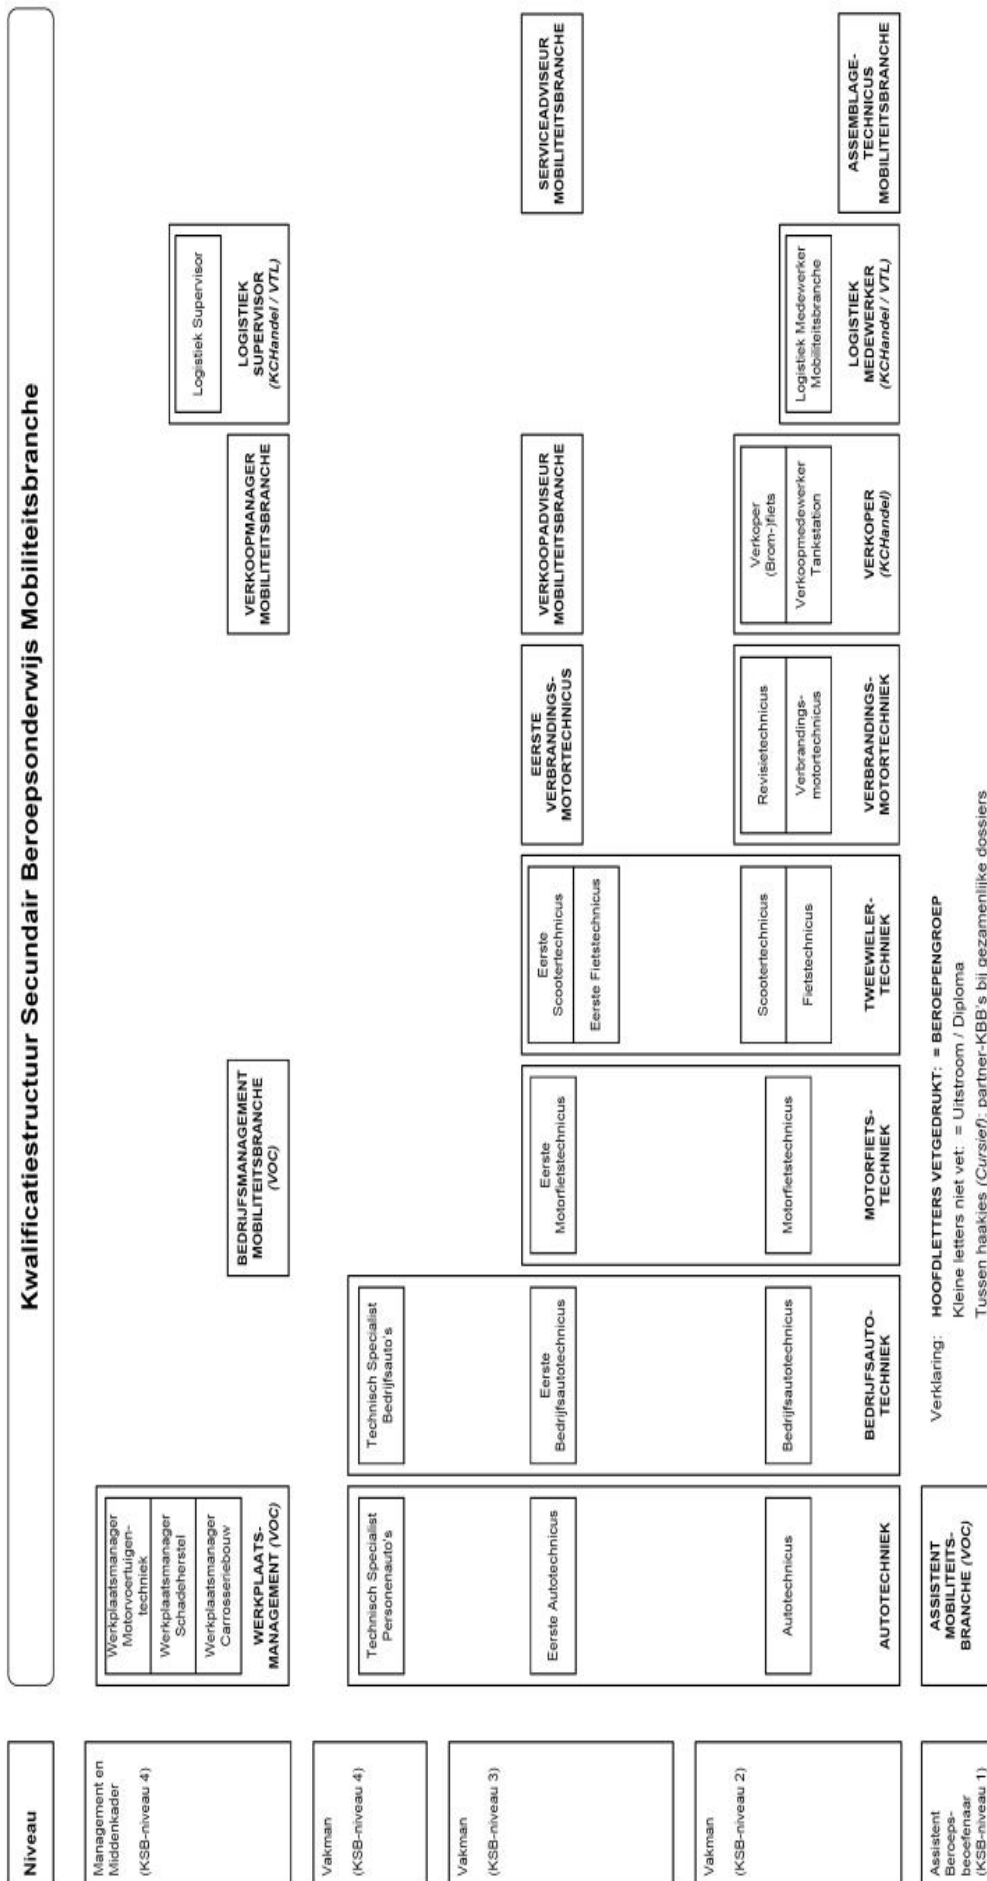 Kwalificatiestructuur Secundair Beroepsonderwijs Mobiliteitsbranche
Niveau
Management en
Middenkader
(KSB-niveau 4)
Werkplaatsmanager
Motorvoertuigen-
techniek
Werkplaatsmanager
Schadeherstel
Werkplaatsmanager
Carrosseriebouw
WERKPLAATS-
MANAGEMENT (VOC)
BEDRIJFSMANAGEMENT
MOBILITEITSBRANCHE
(VOC)
VERKOOPMANAGER
MOBILITEITSBRANCHE
Logistiek Supervisor
LOGISTIEK
SUPERVISOR
(KCHandel / VTL)
Vakman
(KSB-niveau 4)
Technisch Specialist
Personenauto's
Technisch Specialist
Bedrijfsauto's
Vakman
(KSB-niveau 3)
Eerste Autotechnicus
Eerste
Bedrijfsautotechnicus
Eerste
Motorfietstechnicus
Eerste
Scootertechnicus
Eerste Fietstechnicus
EERSTE
VERBRANDINGS-
MOTORTECHNICUS
VERKOOPADVISEUR
MOBILITEITSBRANCHE
SERVICEADVISEUR
MOBILITEITSBRANCHE
Vakman
(KSB-niveau 2)
Autotechnicus
AUTOTECHNIEK
Bedrijfsautotechnicus
BEDRIJFSAUTO-
TECHNIEK
Motorfietstechnicus
MOTORFIETS-
TECHNIEK
Scootertechnicus
Fietstechnicus
TWEEWIELER-
TECHNIEK
Revisietechnicus
Verbrandings-
motortechnicus
VERBRANDINGS-
MOTORTECHNIEK
Verkoper
(Brom-)fiets
Verkoopmedewerker
Tankstation
VERKOPER
(KCHandel)
Logistiek Medewerker
Mobiliteitsbranche
LOGISTIEK
MEDEWERKER
(KCHandel / VTL)
ASSEMBLAGE-
TECHNICUS
MOBILITEITSBRANCHE
Assistent
Beroeps-
beoefenaar
(KSB-niveau 1)
ASSISTENT
MOBILITEITS-
BRANCHE (VOC)
Verklaring: HOOFDLETTERS VETGEDRUKT: = BEROEPENGROEP
Kleine letters niet vet: = Uitstroom / Diploma
Tussen haakjes (Cursief): partner-KBB's bij gezamenlijke dossiers